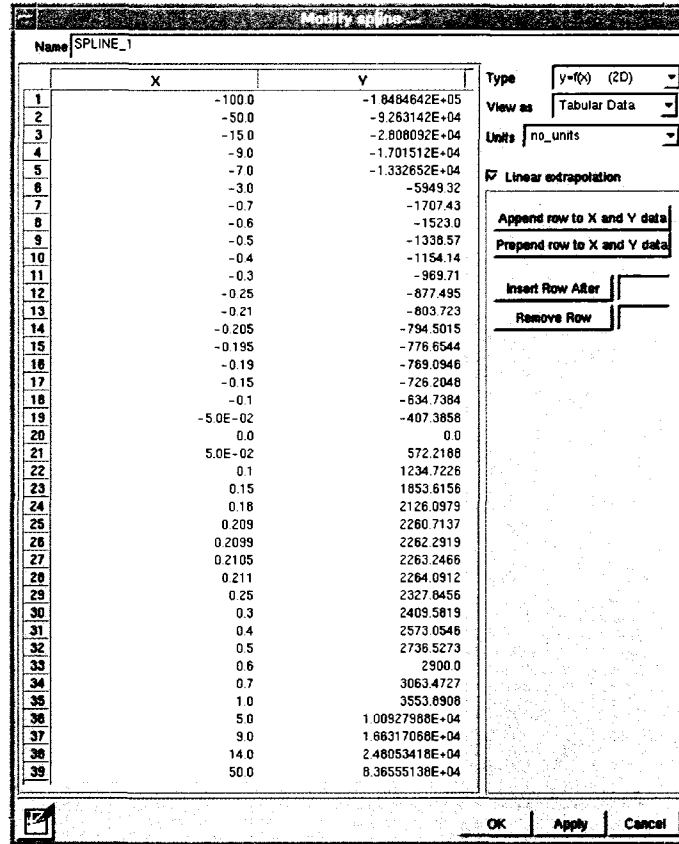 Modify spline ...
Name SPLINE_1
X Y
1 -100.0 -1.8484642E+05
2 -50.0 -9.263142E+04
3 -15.0 -2.808092E+04
4 -9.0 -1.701512E+04
5 -7.0 -1.332652E+04
6 -3.0 -5949.32
7 -0.7 -1707.43
8 -0.6 -1523.0
9 -0.5 -1338.57
10 -0.4 -1154.14
11 -0.3 -969.71
12 -0.25 -877.495
13 -0.21 -803.723
14 -0.205 -794.5015
15 -0.195 -776.6544
16 -0.19 -769.0946
17 -0.15 -726.2048
18 -0.1 -634.7384
19 -5.0E-02 -407.3858
20 0.0 0.0
21 5.0E-02 572.2188
22 0.1 1234.7226
23 0.15 1853.6156
24 0.18 2126.0979
25 0.209 2260.7137
26 0.2099 2262.2919
27 0.2105 2263.2466
28 0.211 2264.0912
29 0.25 2327.8456
30 0.3 2409.5819
31 0.4 2573.0546
32 0.5 2736.5273
33 0.6 2900.0
34 0.7 3063.4727
35 1.0 3553.8908
36 5.0 1.00927988E+04
37 9.0 1.66317068E+04
38 14.0 2.48053418E+04
39 50.0 8.36555138E+04
Type y=f(x) (2D)
View as Tabular Data
Units no_units
Linear extrapolation
Append row to X and Y data
Prepend row to X and Y data
Insert Row After
Remove Row
OK Apply Cancel